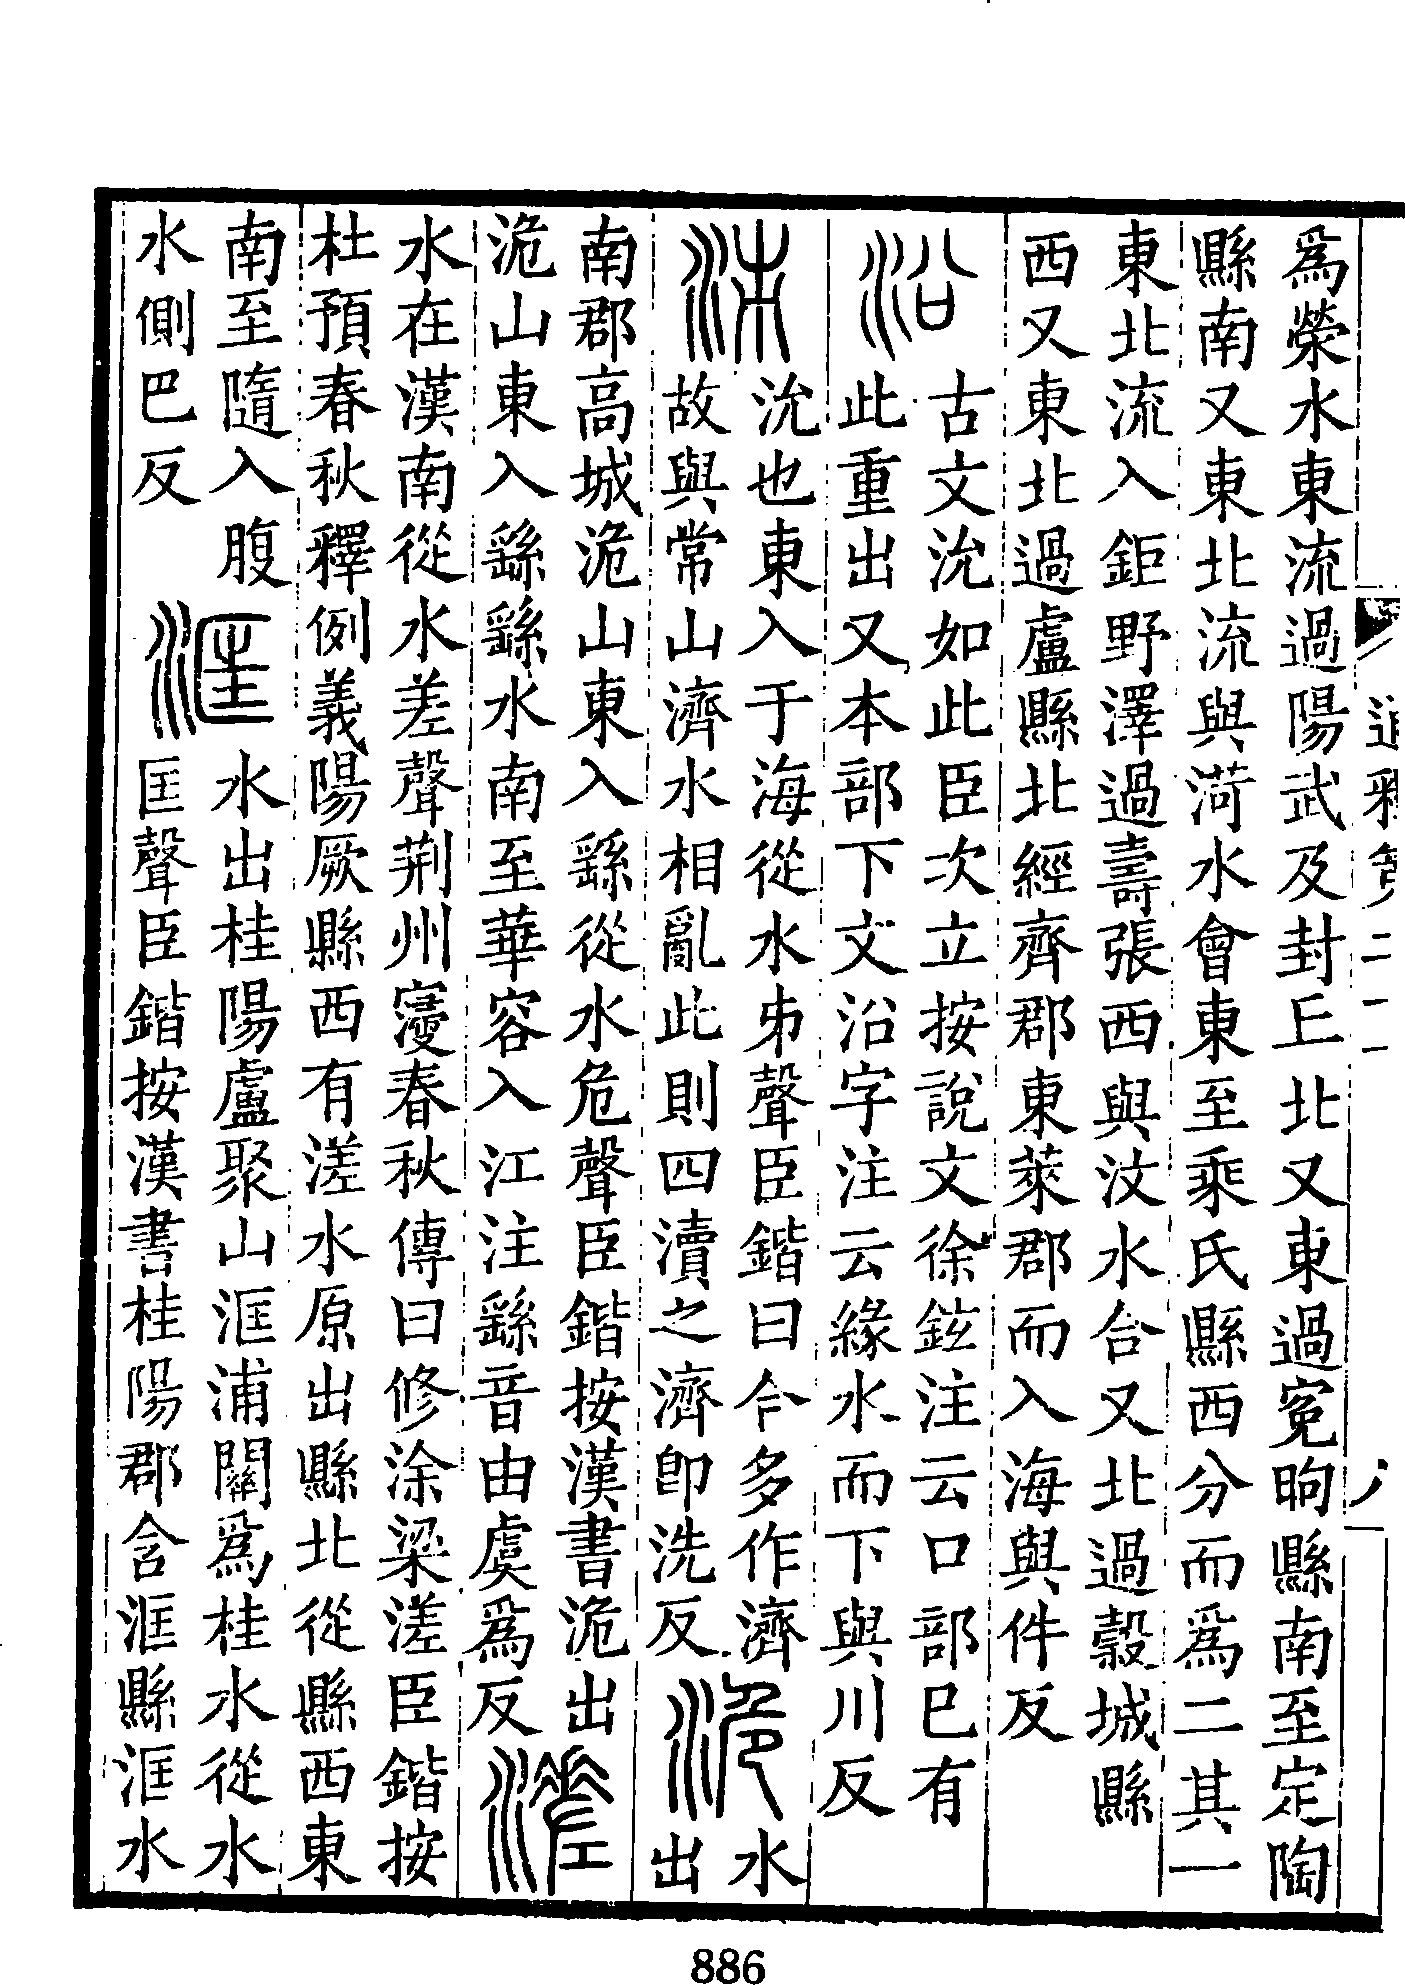 爲滎水東流過陽武及封丘北又東過冤昫縣南至定陶
縣南又東北流與菏水會東至乘氏縣西分而爲二其一
東北流入鉅野澤過壽張西與汶水合又北過穀城縣
西又東北過盧縣北經齊郡東萊郡而入海與件反
沿古文沇如此臣次立按說文徐鉉注云口部已有
此重出又本部下文沿字注云緣水而下與川反
泲沇也東入于海從水𠂔聲臣鍇曰今多作濟
故與常山濟水相亂此則四瀆之濟卽洗反洈水出
南郡高城洈山東入繇從水危聲臣鍇按漢書洈出
洈山東入繇繇水南至華容入江注繇音由虞爲反溠
水在漢南從水差聲荆州寖春秋傳曰修涂梁溠臣鍇按
杜預春秋釋例義陽厥縣西有溠水原出縣北從縣西東
南至隨入腹
水側巴反洭
水出桂陽盧聚山洭浦關爲桂水從水
匡聲臣鍇按漢書桂陽郡含洭縣洭水
886